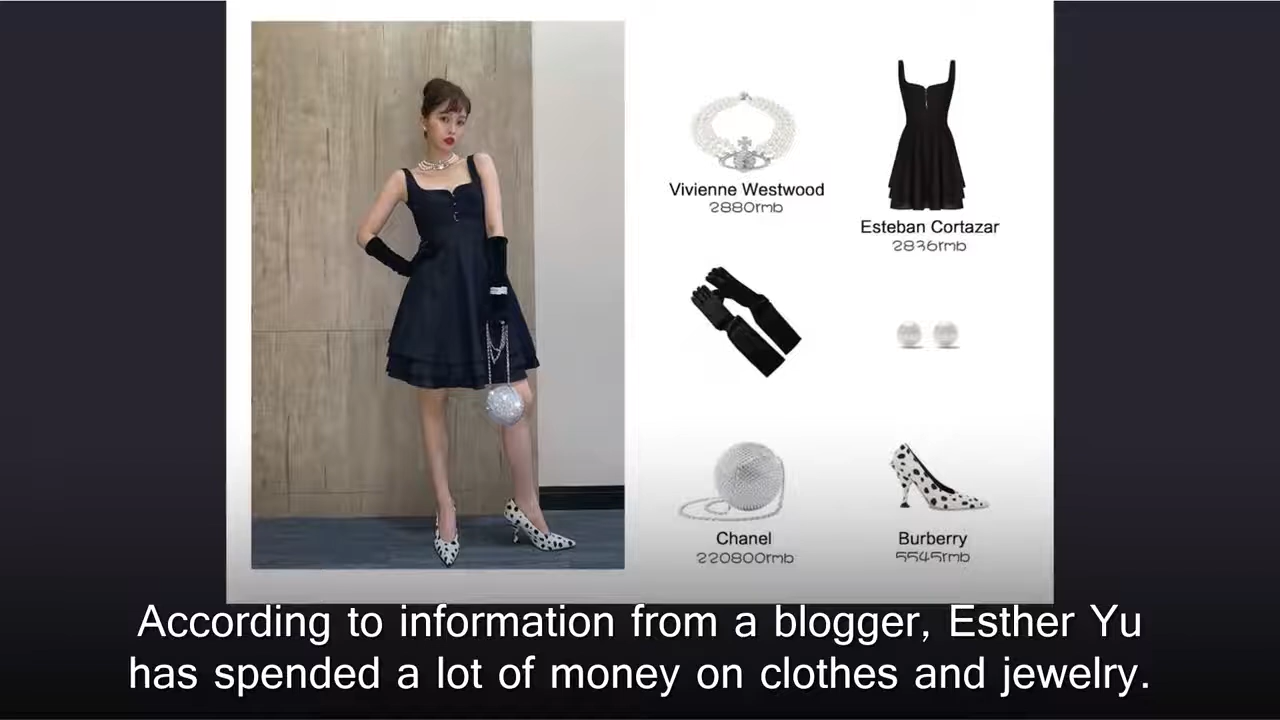 Vivienne Westwood
2880rmb
Esteban Cortazar
2836rmb
Chanel
220800rmb
Burberry
5545rmb
According to information from a blogger, Esther Yu
has spended a lot of money on clothes and jewelry.